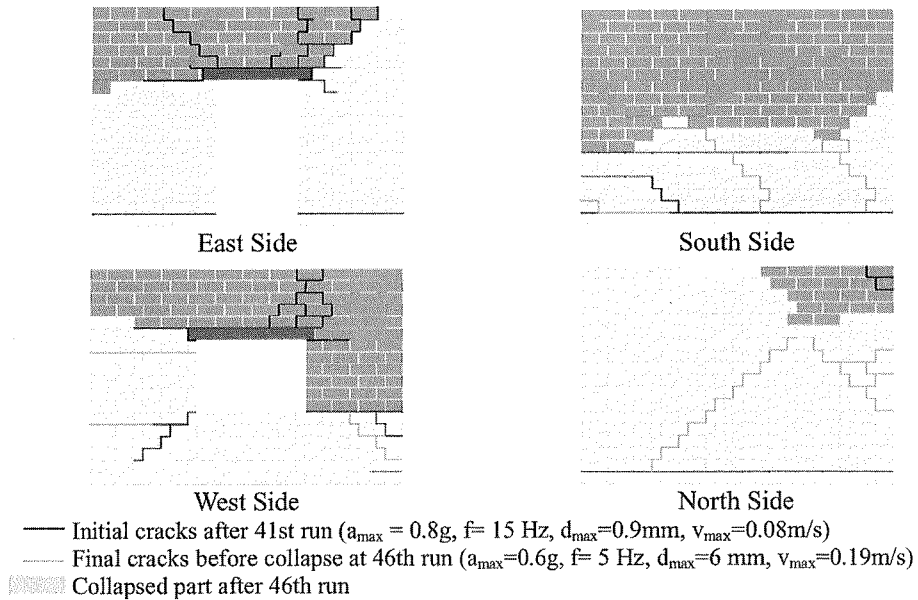 East Side
South Side
West Side
North Side
Initial cracks after 41st run (amax = 0.8g, f= 15 Hz, dmax=0.9mm, vmax=0.08m/s)
Final cracks before collapse at 46th run (amax=0.6g, f= 5 Hz, dmax=6 mm, vmax=0.19m/s)
Collapsed part after 46th run